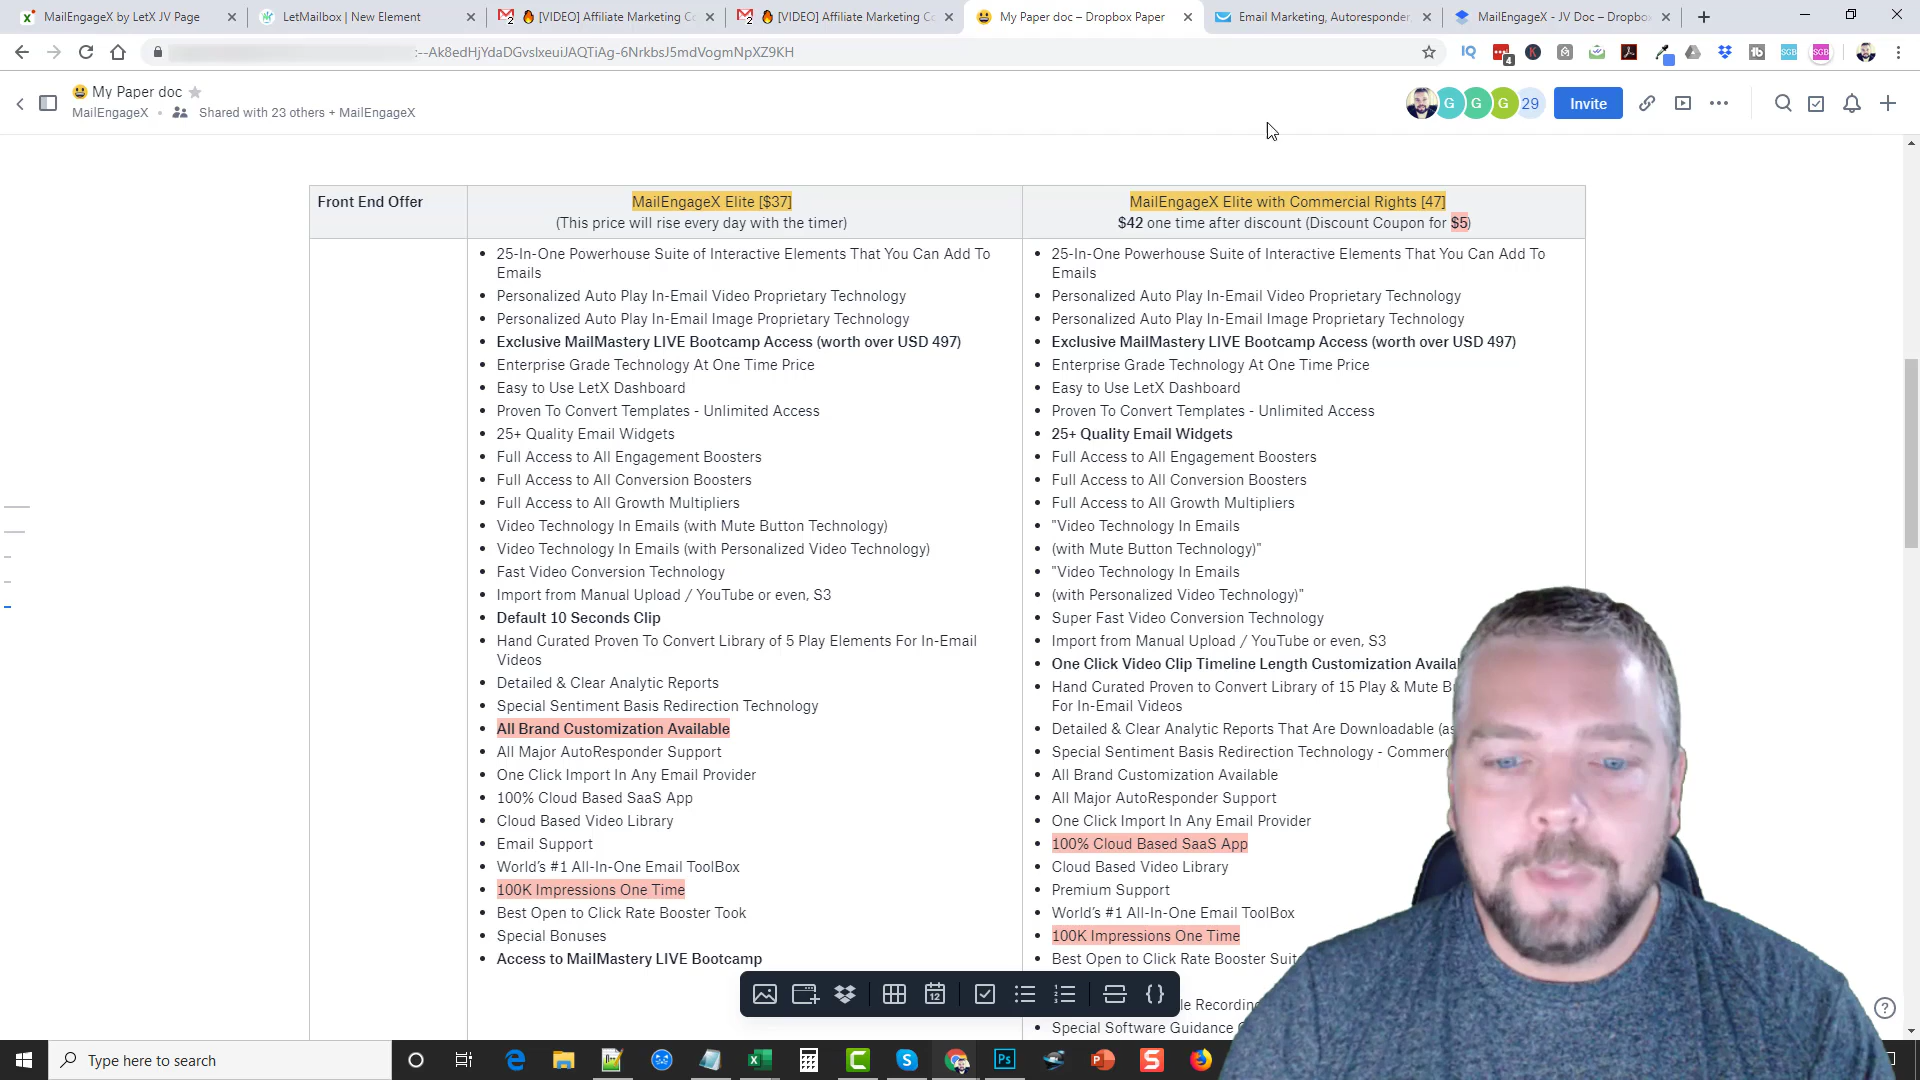 MailEngageX by LetX JV Page
LetMailbox | New Element
[VIDEO] Affiliate Marketing Co
[VIDEO] Affiliate Marketing Co
My Paper doc – Dropbox Paper
Email Marketing, Autoresponder,
MailEngageX - JV Doc – Dropbo
:--Ak8edHjYdaDGvsIxeuiJAQTiAg-6NrkbsJ5mdVogmNpXZ9KH
My Paper doc
MailEngageX • Shared with 23 others + MailEngageX
G G G 29 Invite
Front End Offer
MailEngageX Elite [$37]
(This price will rise every day with the timer)
• 25-In-One Powerhouse Suite of Interactive Elements That You Can Add To
Emails
• Personalized Auto Play In-Email Video Proprietary Technology
• Personalized Auto Play In-Email Image Proprietary Technology
• Exclusive MailMastery LIVE Bootcamp Access (worth over USD 497)
• Enterprise Grade Technology At One Time Price
• Easy to Use LetX Dashboard
• Proven To Convert Templates - Unlimited Access
• 25+ Quality Email Widgets
• Full Access to All Engagement Boosters
• Full Access to All Conversion Boosters
• Full Access to All Growth Multipliers
• Video Technology In Emails (with Mute Button Technology)
• Video Technology In Emails (with Personalized Video Technology)
• Fast Video Conversion Technology
• Import from Manual Upload / YouTube or even, S3
• Default 10 Seconds Clip
• Hand Curated Proven To Convert Library of 5 Play Elements For In-Email
Videos
• Detailed & Clear Analytic Reports
• Special Sentiment Basis Redirection Technology
• All Brand Customization Available
• All Major AutoResponder Support
• One Click Import In Any Email Provider
• 100% Cloud Based SaaS App
• Cloud Based Video Library
• Email Support
• World's #1 All-In-One Email ToolBox
• 100K Impressions One Time
• Best Open to Click Rate Booster Took
• Special Bonuses
• Access to MailMastery LIVE Bootcamp
MailEngageX Elite with Commercial Rights [47]
$42 one time after discount (Discount Coupon for $5)
• 25-In-One Powerhouse Suite of Interactive Elements That You Can Add To
Emails
• Personalized Auto Play In-Email Video Proprietary Technology
• Personalized Auto Play In-Email Image Proprietary Technology
• Exclusive MailMastery LIVE Bootcamp Access (worth over USD 497)
• Enterprise Grade Technology At One Time Price
• Easy to Use LetX Dashboard
• Proven To Convert Templates - Unlimited Access
• 25+ Quality Email Widgets
• Full Access to All Engagement Boosters
• Full Access to All Conversion Boosters
• Full Access to All Growth Multipliers
• "Video Technology In Emails
• (with Mute Button Technology)"
• "Video Technology In Emails
• (with Personalized Video Technology)"
• Super Fast Video Conversion Technology
• Import from Manual Upload / YouTube or even, S3
• One Click Video Clip Timeline Length Customization Availa
• Hand Curated Proven to Convert Library of 15 Play & Mute B
For In-Email Videos
• Detailed & Clear Analytic Reports That Are Downloadable (as
• Special Sentiment Basis Redirection Technology - Commerc
• All Brand Customization Available
• All Major AutoResponder Support
• One Click Import In Any Email Provider
• 100% Cloud Based SaaS App
• Cloud Based Video Library
• Premium Support
• World's #1 All-In-One Email ToolBox
• 100K Impressions One Time
• Best Open to Click Rate Booster Suit
le Recording
• Special Software Guidance
Type here to search